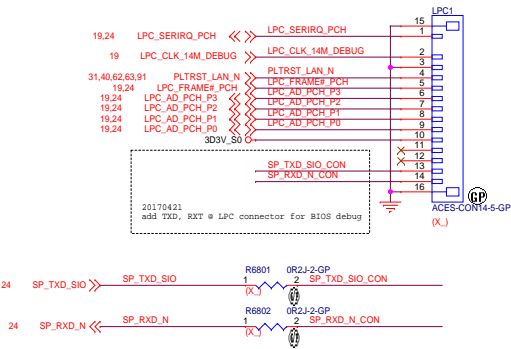 LPC1
15
19,24 LPC_SERIRQ_PCH LPC_SERIRQ_PCH 1
19 LPC_CLK_14M_DEBUG LPC_CLK_14M_DEBUG 2
3
31,40,62,63,91 PLTRST_LAN_N PLTRST_LAN_N 4
19,24 LPC_FRAME#_PCH LPC_FRAME#_PCH 5
19,24 LPC_AD_PCH_P3 LPC_AD_PCH_P3 6
19,24 LPC_AD_PCH_P2 LPC_AD_PCH_P2 7
19,24 LPC_AD_PCH_P1 LPC_AD_PCH_P1 8
19,24 LPC_AD_PCH_P0 LPC_AD_PCH_P0 9
3D3V_S0 10
11
12
SP_TXD_SIO_CON 13
SP_RXD_N_CON 14
16
GP
ACES-CON14-5-GP
(X_)
20170421
add TXD, RXT @ LPC connector for BIOS debug
R6801 0R2J-2-GP
24 SP_TXD_SIO SP_TXD_SIO 1 2 SP_TXD_SIO_CON
(X_) GP
R6802 0R2J-2-GP
24 SP_RXD_N SP_RXD_N 1 2 SP_RXD_N_CON
(X_) GP